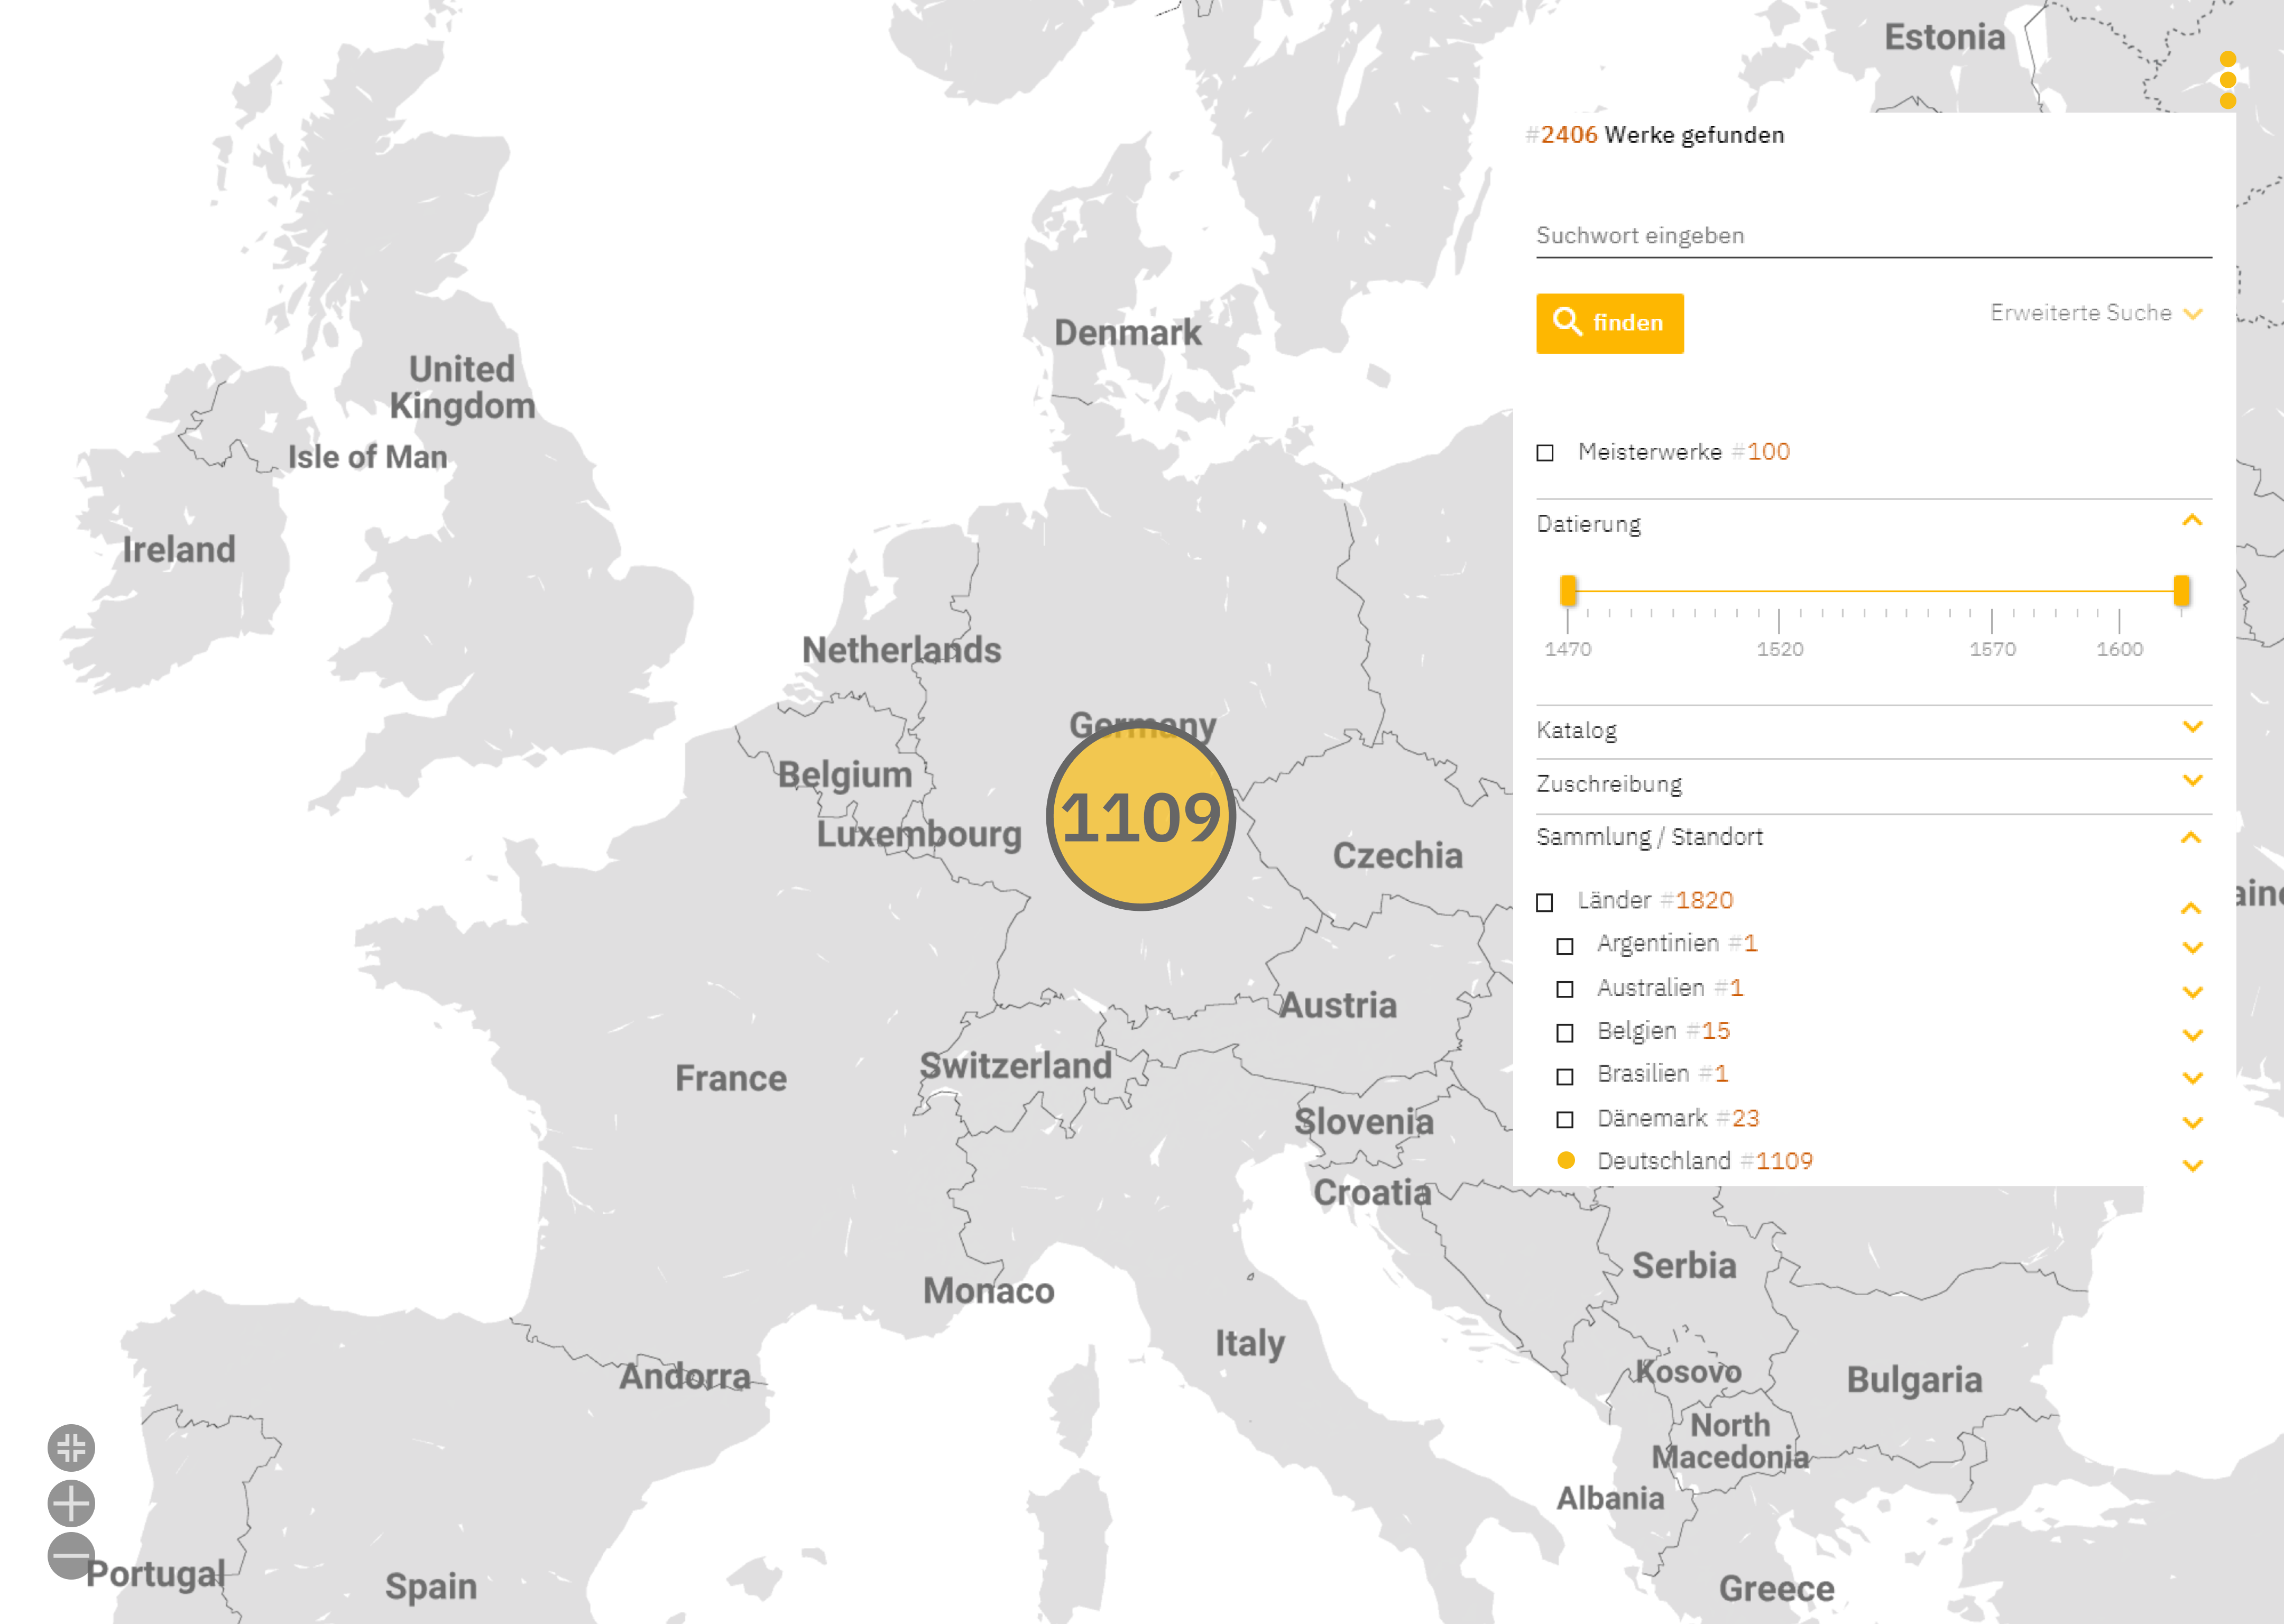 Estonia
#2406 Werke gefunden
Suchwort eingeben
finden
Erweiterte Suche
Meisterwerke #100
Datierung
1470 1520 1570 1600
Katalog
Zuschreibung
Sammlung / Standort
Länder #1820
Argentinien #1
Australien #1
Belgien #15
Brasilien #1
Dänemark #23
Deutschland #1109
Denmark
United
Kingdom
Isle of Man
Ireland
Netherlands
Germany
Belgium
1109
Luxembourg
Czechia
Austria
Switzerland
France
Slovenia
Croatia
Serbia
Monaco
Italy
Andorra
Kosovo
Bulgaria
North
Macedonia
Albania
Portugal
Spain
Greece